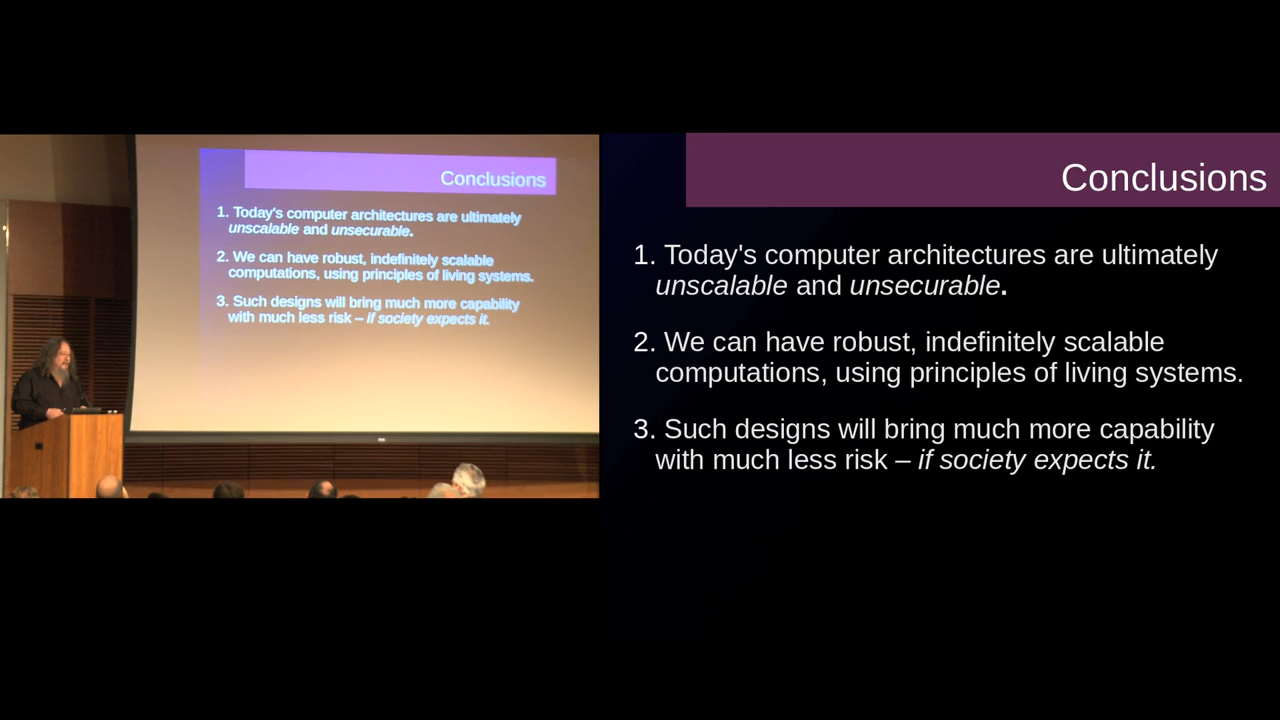 Conclusions
1. Today's computer architectures are ultimately
unscalable and unsecurable.
2. We can have robust, indefinitely scalable
computations, using principles of living systems.
3. Such designs will bring much more capability
with much less risk – if society expects it.
Conclusions
1. Today's computer architectures are ultimately
unscalable and unsecurable.
2. We can have robust, indefinitely scalable
computations, using principles of living systems.
3. Such designs will bring much more capability
with much less risk – if society expects it.